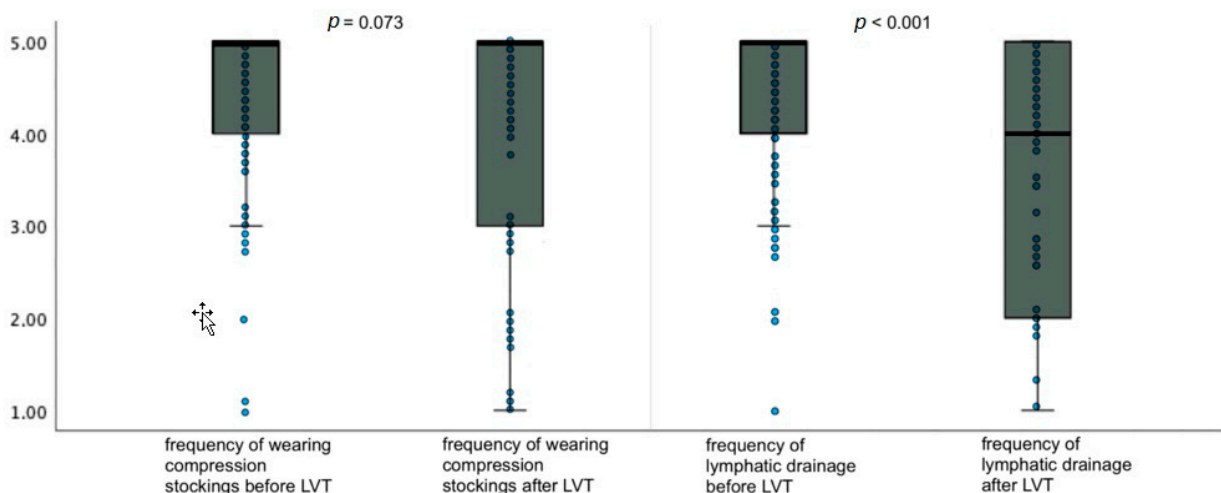 p = 0.073
p < 0.001
5.00
4.00
3.00
2.00
1.00
frequency of wearing
compression
stockings before LVT
frequency of wearing
compression
stockings after LVT
frequency of
lymphatic drainage
before LVT
frequency of
lymphatic drainage
after LVT